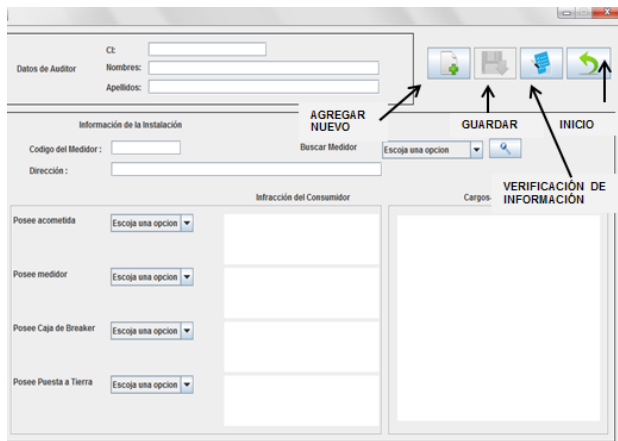 CI:
Datos de Auditor
Nombres:
Apellidos:
AGREGAR
NUEVO
GUARDAR
INICIO
Información de la Instalación
Codigo del Medidor :
Buscar Medidor
Escoja una opcion
Dirección :
VERIFICACIÓN DE
INFORMACIÓN
Infracción del Consumidor
Cargos
Posee acometida
Escoja una opcion
Posee medidor
Escoja una opcion
Posee Caja de Breaker
Escoja una opcion
Posee Puesta a Tierra
Escoja una opcion